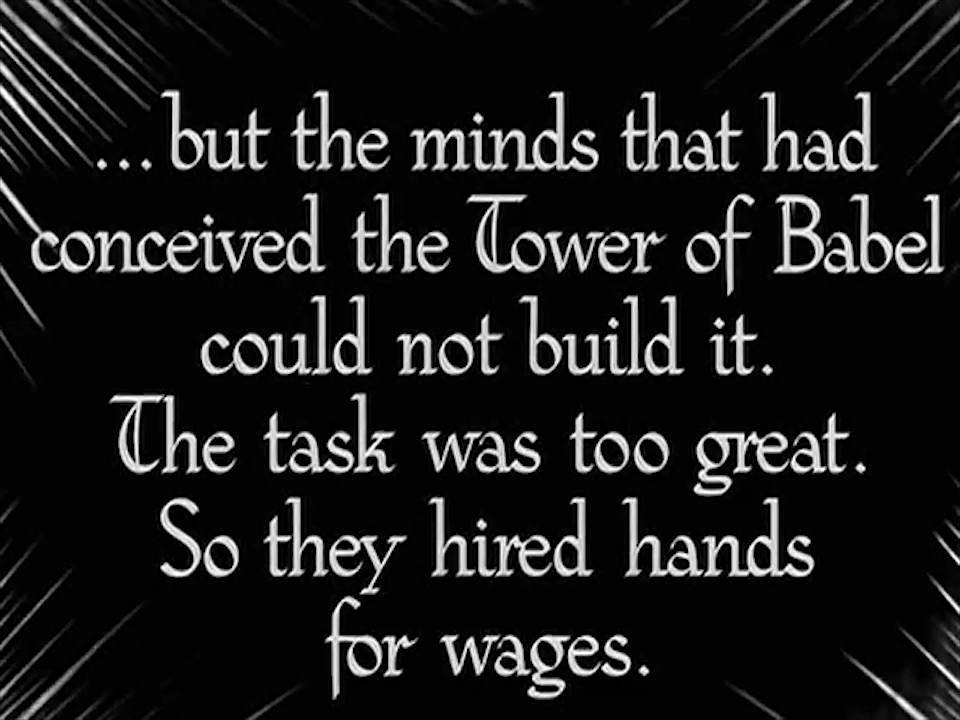 ...but the minds that had
conceived the Tower of Babel
could not build it.
The task was too great.
So they hired hands
for wages.